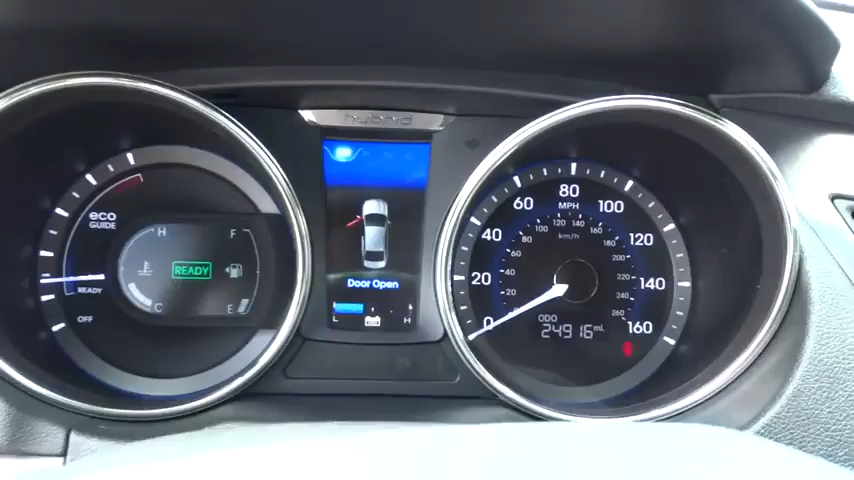 hybrid
eco
GUIDE
READY
OFF
H
C
READY
F
E
Door Open
L
H
0
20
40
60
80
100
120
140
160
MPH
20
40
60
80
100
120
140
160
180
200
220
240
260
km/h
ODO
24916 mi.